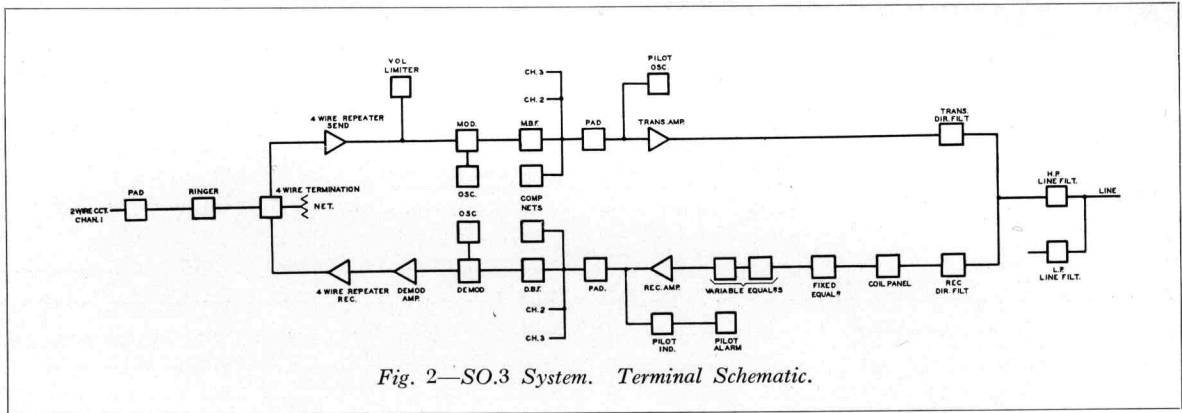 VOL
LIMITER
PILOT
OSC.
CH. 3
CH. 2
4 WIRE REPEATER
SEND
MOD.
M.B.F.
PAD
TRANS. AMP.
TRANS.
DIR. FILT
OSC.
COMP
NETS
PAD
RINGER
4 WIRE TERMINATION
NET.
2 WIRE CCT.
CHAN. 1
H.P.
LINE FILT.
LINE
OSC
L.P.
LINE FILT.
4 WIRE REPEATER
REC.
DEMOD
AMP.
DEMOD
D.B.F.
PAD.
REC. AMP.
VARIABLE EQUALRS
FIXED
EQUALR
COIL PANEL
REC
DIR. FILT
CH. 2
CH. 3
PILOT
IND.
PILOT
ALARM
Fig. 2—SO.3 System. Terminal Schematic.